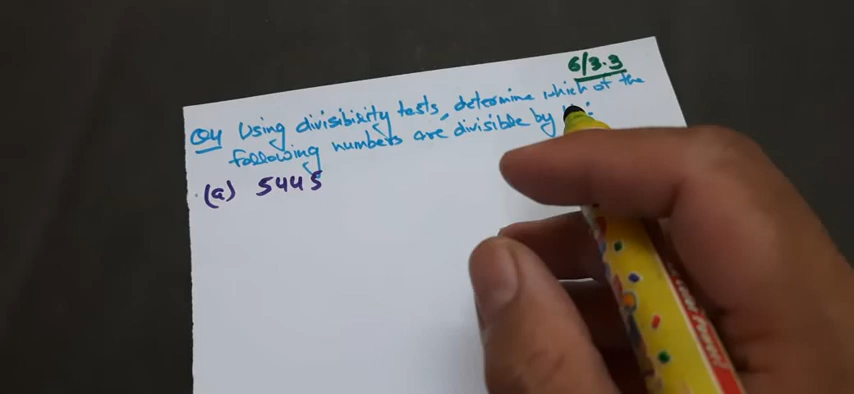 6/3.3
Q4 Using divisibility tests, determine which of the
following numbers are divisible by
(a) 5445